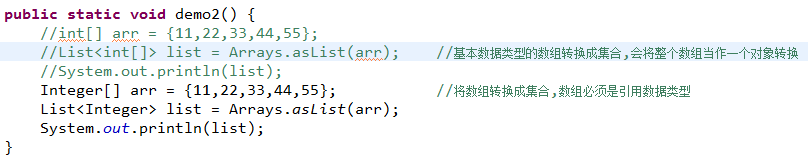 public static void demo2() {
    //int[] arr = {11,22,33,44,55};
    //List<int[]> list = Arrays.asList(arr);    //基本数据类型的数组转换成集合,会将整个数组当作一个对象转换
    //System.out.println(list);
    Integer[] arr = {11,22,33,44,55};    //将数组转换成集合,数组必须是引用数据类型
    List<Integer> list = Arrays.asList(arr);
    System.out.println(list);
}